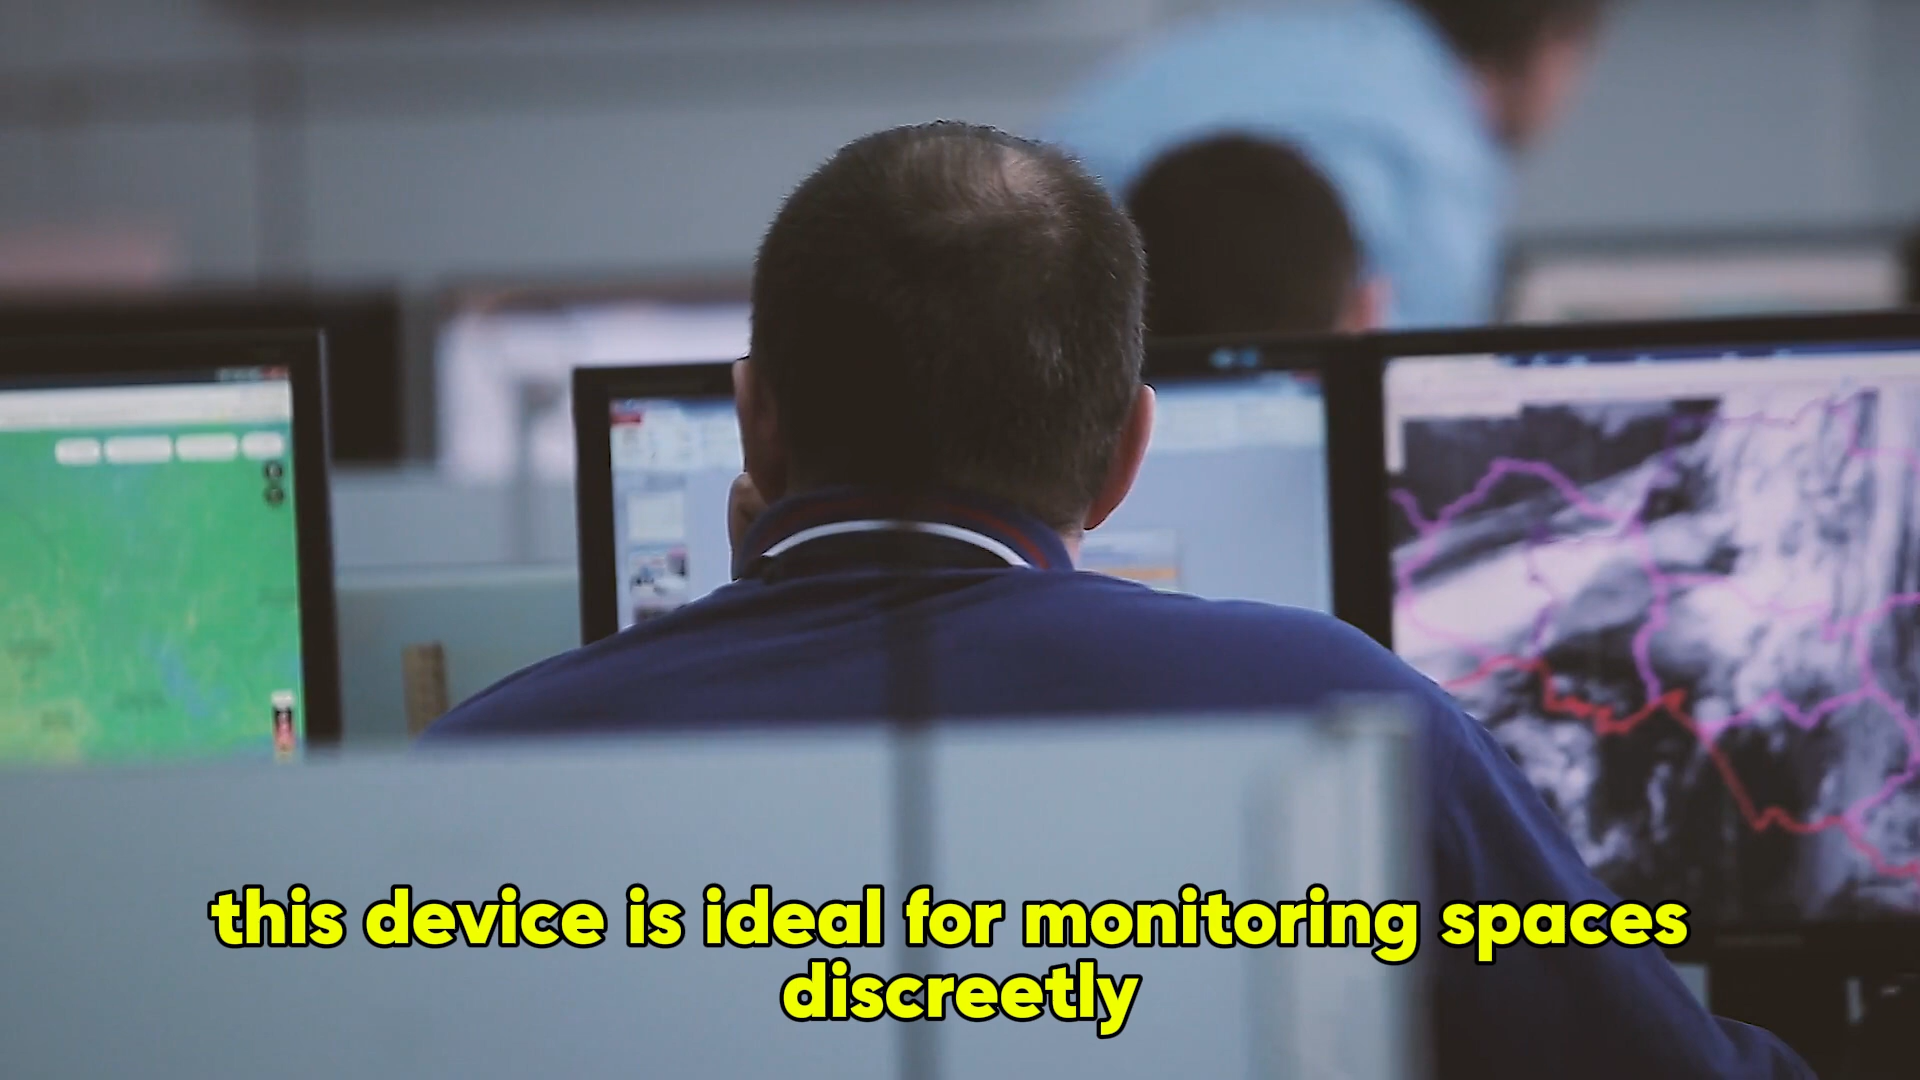 this device is ideal for monitoring spaces
discreetly